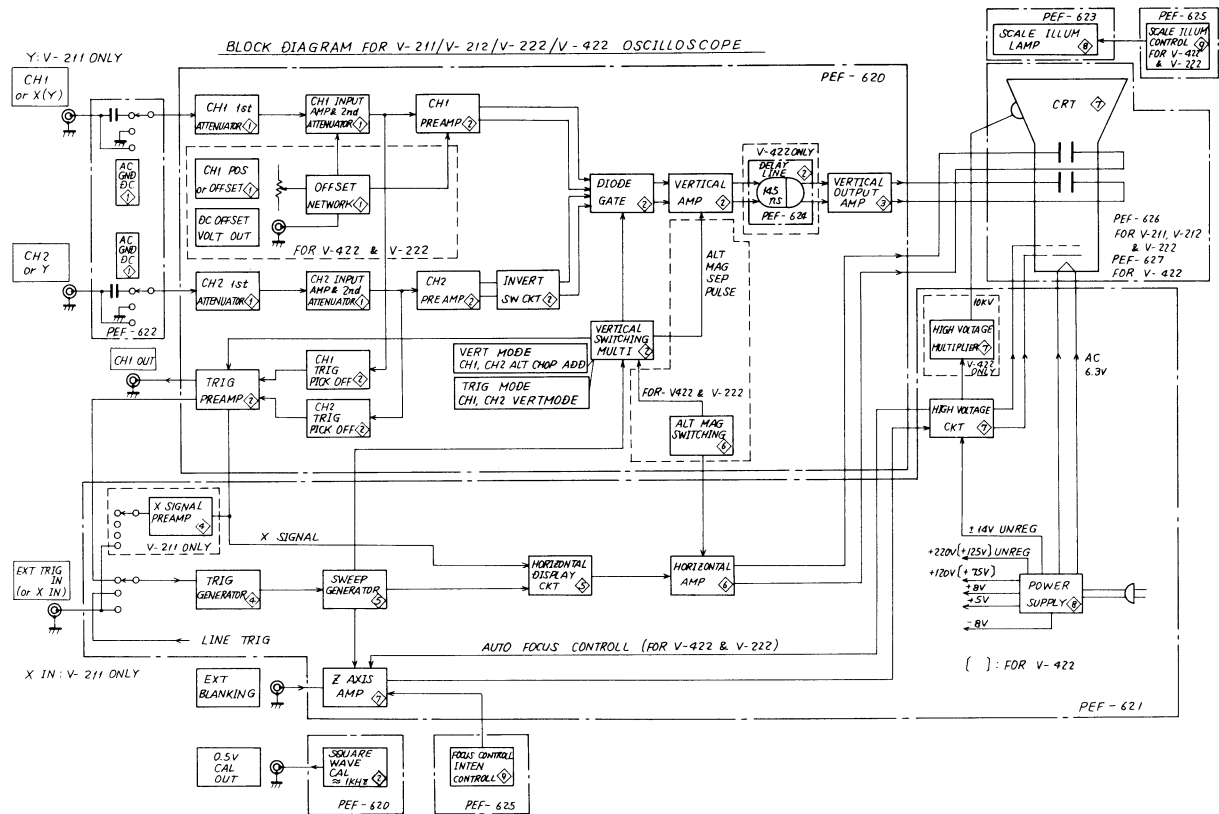 BLOCK DIAGRAM FOR V-211/V-212/V-222/V-422 OSCILLOSCOPE
Y: V-211 ONLY
CH1
or X(Y)
AC
GND
DC
1
AC
GND
DC
1
CH2
or Y
PEF-622
PEF-620
CH1 1st
ATTENUATOR 1
CH1 INPUT
AMP & 2nd
ATTENUATOR 1
CH1
PREAMP 2
CH1 POS
or OFFSET 1
OFFSET
NETWORK 1
DC OFFSET
VOLT OUT
FOR V-422 & V-222
CH2 1st
ATTENUATOR 1
CH2 INPUT
AMP & 2nd
ATTENUATOR 1
CH2
PREAMP 2
INVERT
SW CKT 2
DIODE
GATE 2
VERTICAL
AMP 2
V-422 ONLY
DELAY
LINE 2
145
ns
PEF-624
VERTICAL
OUTPUT
AMP 3
ALT
MAG
SEP
PULSE
VERTICAL
SWITCHING
MULTI 2
VERT MODE
CH1, CH2 ALT CHOP ADD
TRIG MODE
CH1, CH2 VERTMODE
FOR-V422 & V-222
ALT MAG
SWITCHING
6
CH1 OUT
TRIG
PREAMP 2
CH1
TRIG
PICK OFF 2
CH2
TRIG
PICK OFF 2
PEF-623
SCALE ILLUM
LAMP 8
PEF-625
SCALE ILLUM
CONTROL 9
FOR V-422
& V-222
CRT 7
PEF-626
FOR V-211, V-212
& V-222
PEF-627
FOR V-422
10KV
HIGH VOLTAGE
MULTIPLIER 7
V-422
ONLY
HIGH VOLTAGE
CKT 7
AC
6.3V
X SIGNAL
PREAMP 4
V-211 ONLY
X SIGNAL
EXT TRIG
IN
(or X IN)
TRIG
GENERATOR 4
SWEEP
GENERATOR 5
HORIZONTAL
DISPLAY
CKT 5
HORIZONTAL
AMP 6
LINE TRIG
±14V UNREG
+220V(+125V) UNREG
+120V(+75V)
+8V
+5V
-8V
POWER
SUPPLY 8
( ): FOR V-422
AUTO FOCUS CONTROLL (FOR V-422 & V-222)
X IN: V-211 ONLY
EXT
BLANKING
Z AXIS
AMP 7
PEF-621
0.5V
CAL
OUT
SQUARE
WAVE
CAL 2
≈1KHZ
PEF-620
FOCUS CONTROLL
INTEN
CONTROLL 9
PEF-625